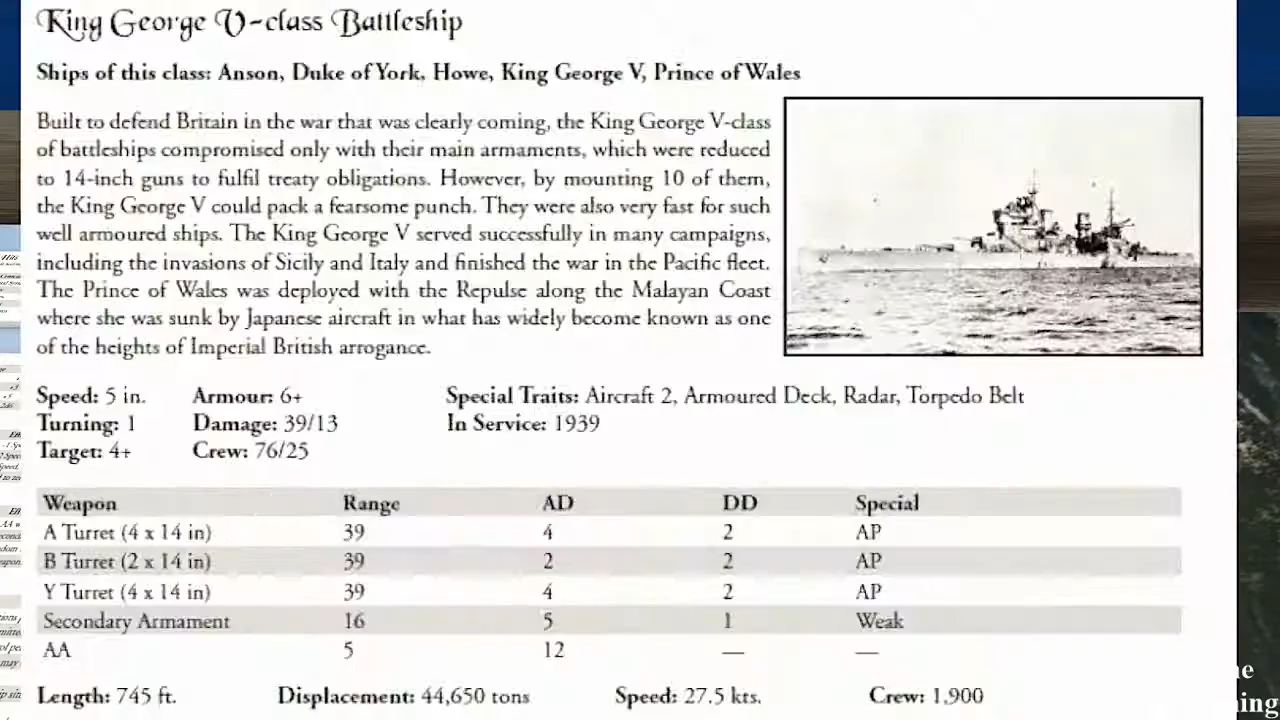 King George V-class Battleship
Ships of this class: Anson, Duke of York, Howe, King George V, Prince of Wales
Built to defend Britain in the war that was clearly coming, the King George V-class
of battleships compromised only with their main armaments, which were reduced
to 14-inch guns to fulfil treaty obligations. However, by mounting 10 of them,
the King George V could pack a fearsome punch. They were also very fast for such
well armoured ships. The King George V served successfully in many campaigns,
including the invasions of Sicily and Italy and finished the war in the Pacific fleet.
The Prince of Wales was deployed with the Repulse along the Malayan Coast
where she was sunk by Japanese aircraft in what has widely become known as one
of the heights of Imperial British arrogance.
Speed: 5 in. Armour: 6+ Special Traits: Aircraft 2, Armoured Deck, Radar, Torpedo Belt
Turning: 1 Damage: 39/13 In Service: 1939
Target: 4+ Crew: 76/25
Weapon Range AD DD Special
A Turret (4 x 14 in) 39 4 2 AP
B Turret (2 x 14 in) 39 2 2 AP
Y Turret (4 x 14 in) 39 4 2 AP
Secondary Armament 16 5 1 Weak
AA 5 12 — —
Length: 745 ft. Displacement: 44,650 tons Speed: 27.5 kts. Crew: 1,900